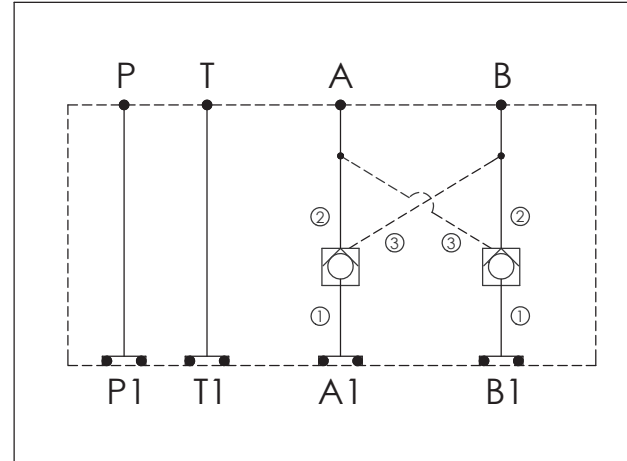 P T A B
② ②
③ ③
① ①
P1 T1 A1 B1